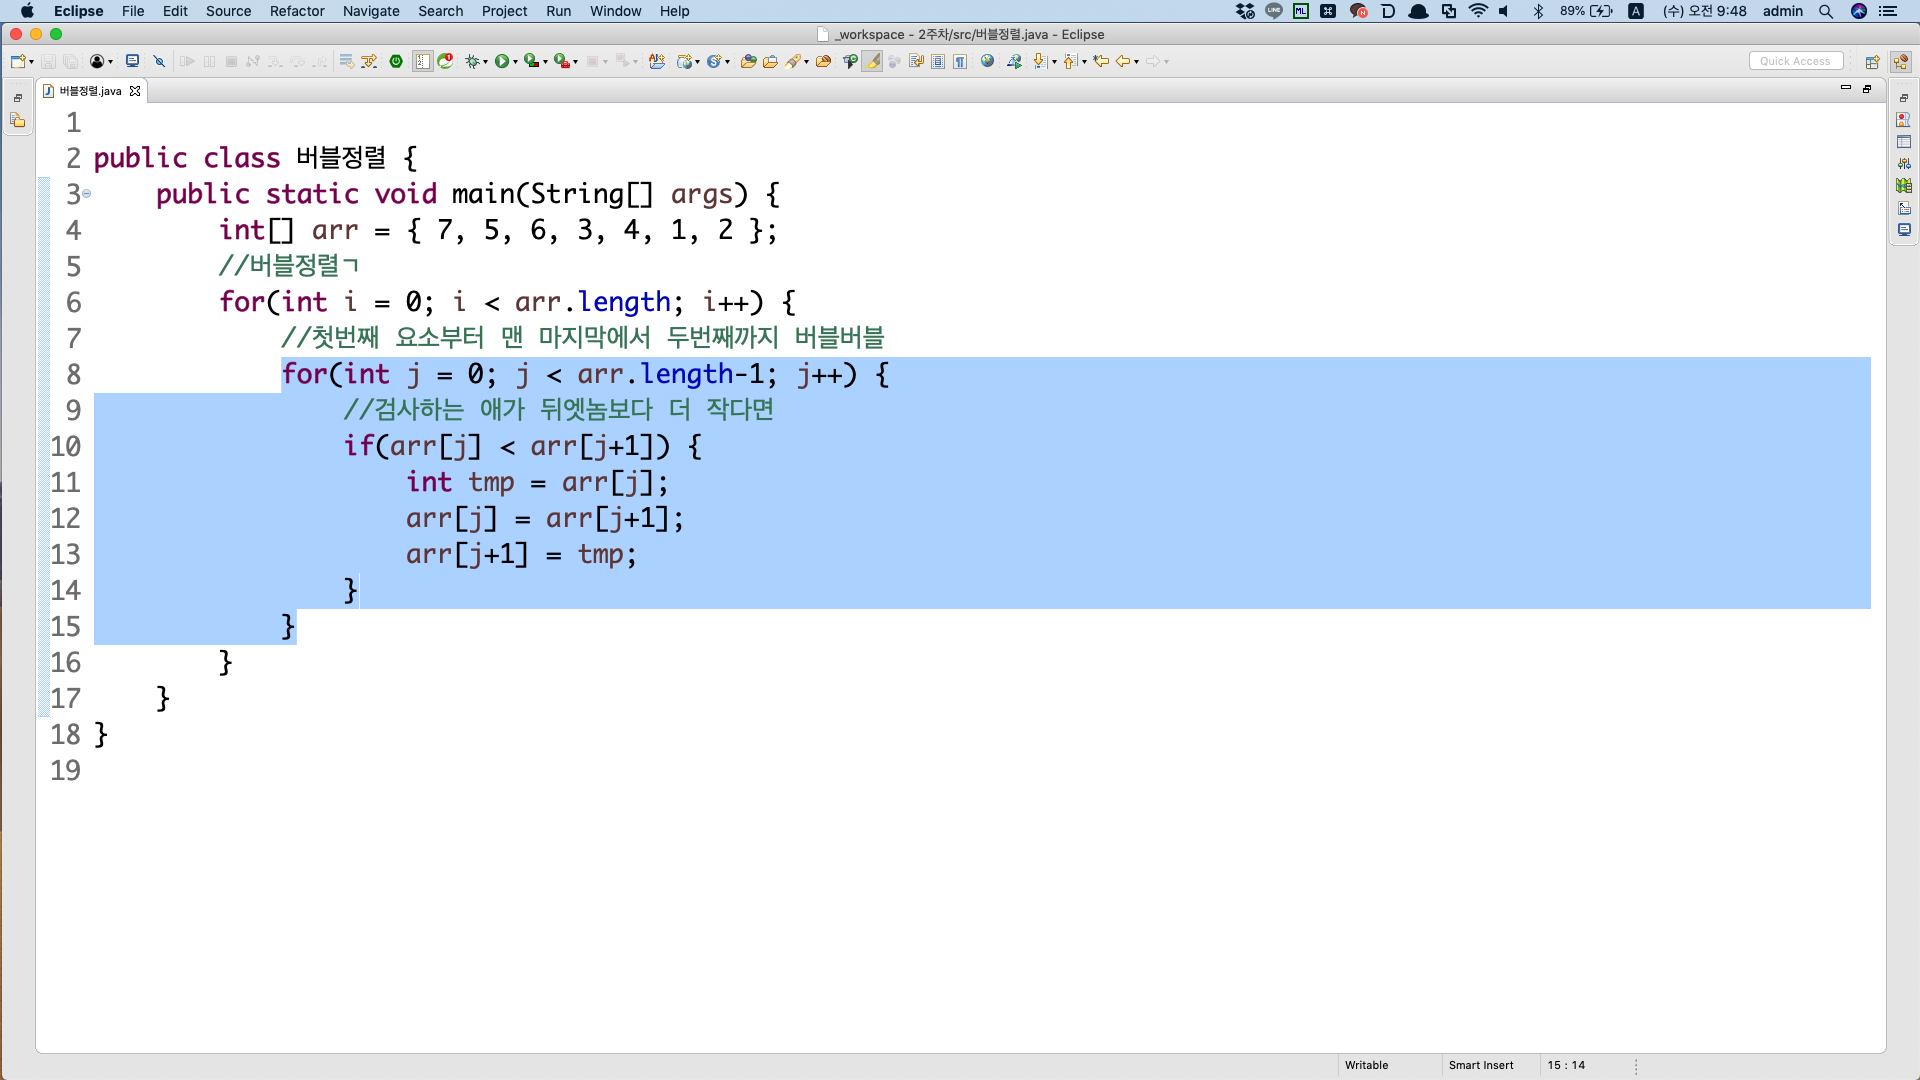 Eclipse File Edit Source Refactor Navigate Search Project Run Window Help LINE ML N 89% A (수) 오전 9:48 admin
_workspace - 2주차/src/버블정렬.java - Eclipse
Quick Access
버블정렬.java
1
2 public class 버블정렬 {
3 public static void main(String[] args) {
4 int[] arr = { 7, 5, 6, 3, 4, 1, 2 };
5 //버블정렬ㄱ
6 for(int i = 0; i < arr.length; i++) {
7 //첫번째 요소부터 맨 마지막에서 두번째까지 버블버블
8 for(int j = 0; j < arr.length-1; j++) {
9 //검사하는 애가 뒤엣놈보다 더 작다면
10 if(arr[j] < arr[j+1]) {
11 int tmp = arr[j];
12 arr[j] = arr[j+1];
13 arr[j+1] = tmp;
14 }
15 }
16 }
17 }
18 }
19
Writable Smart Insert 15 : 14